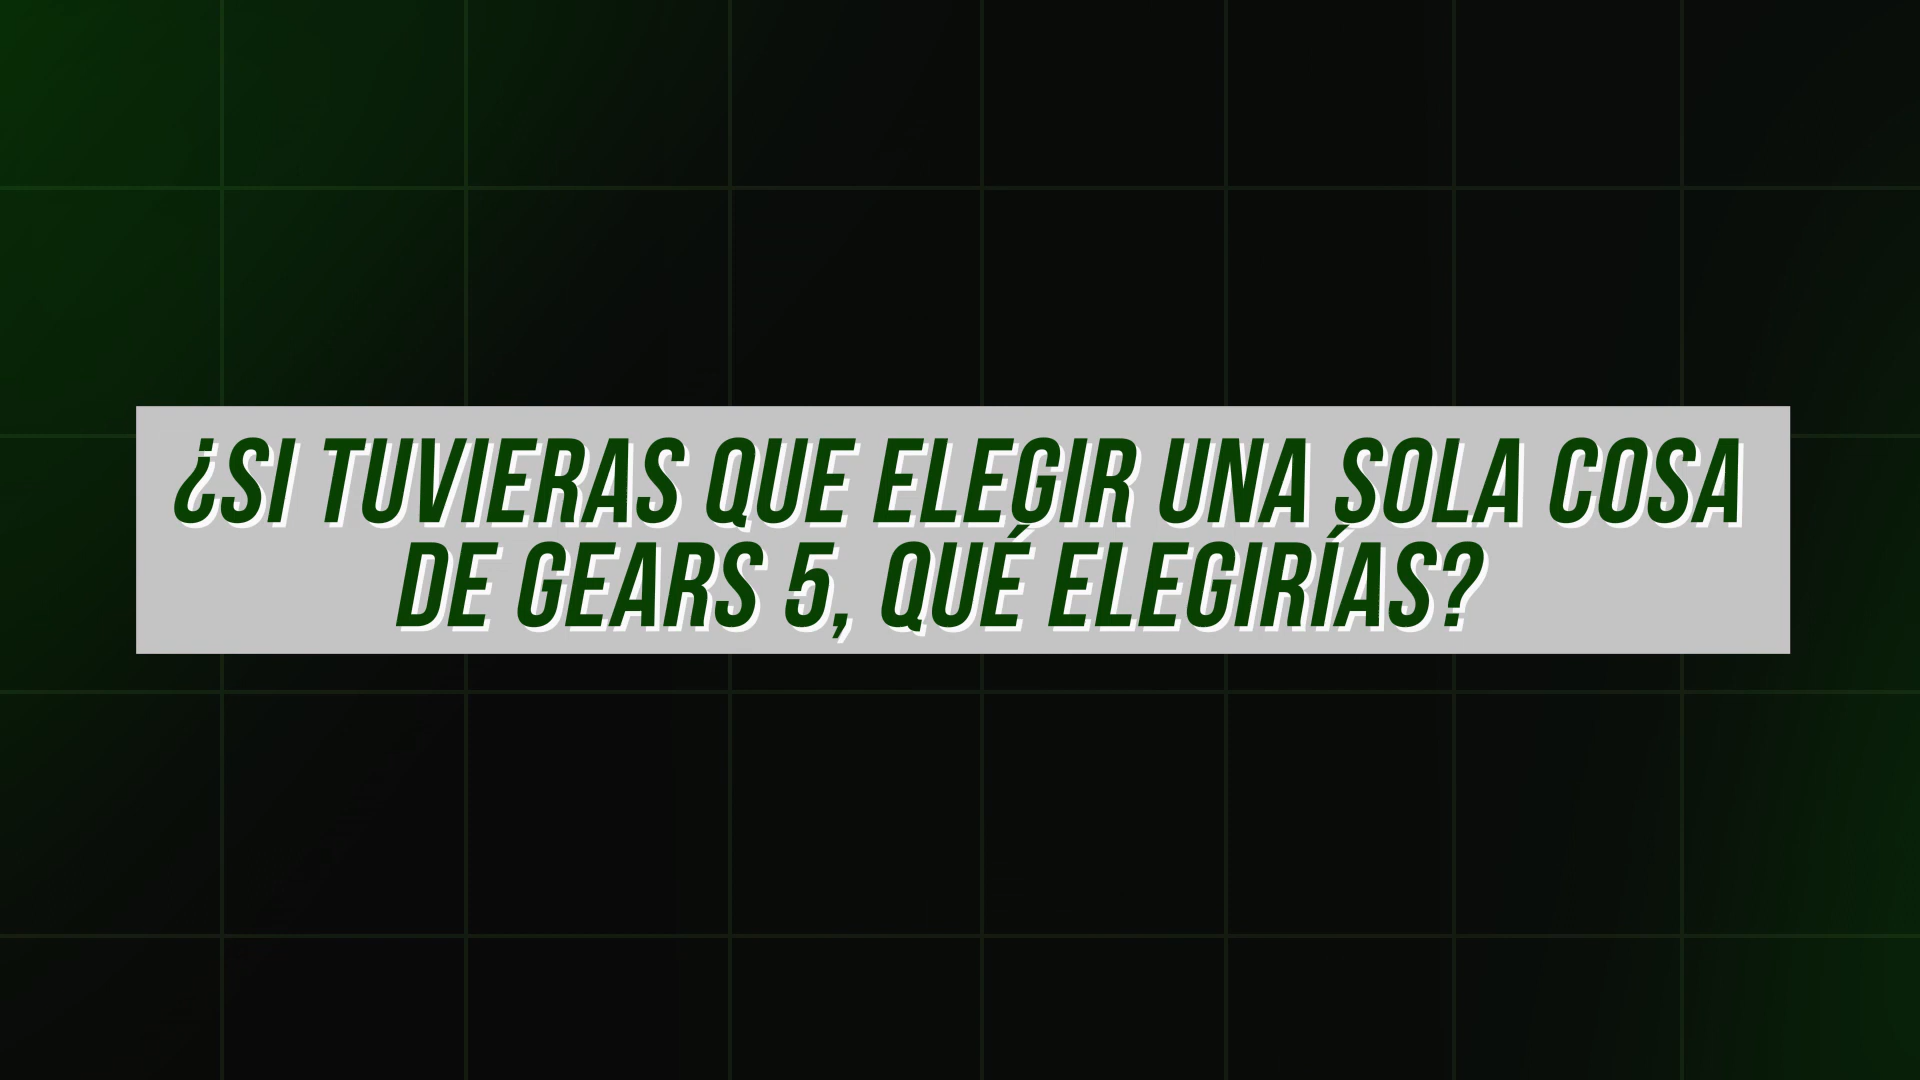 ¿SI TUVIERAS QUE ELEGIR UNA SOLA COSA
DE GEARS 5, QUÉ ELEGIRÍAS?